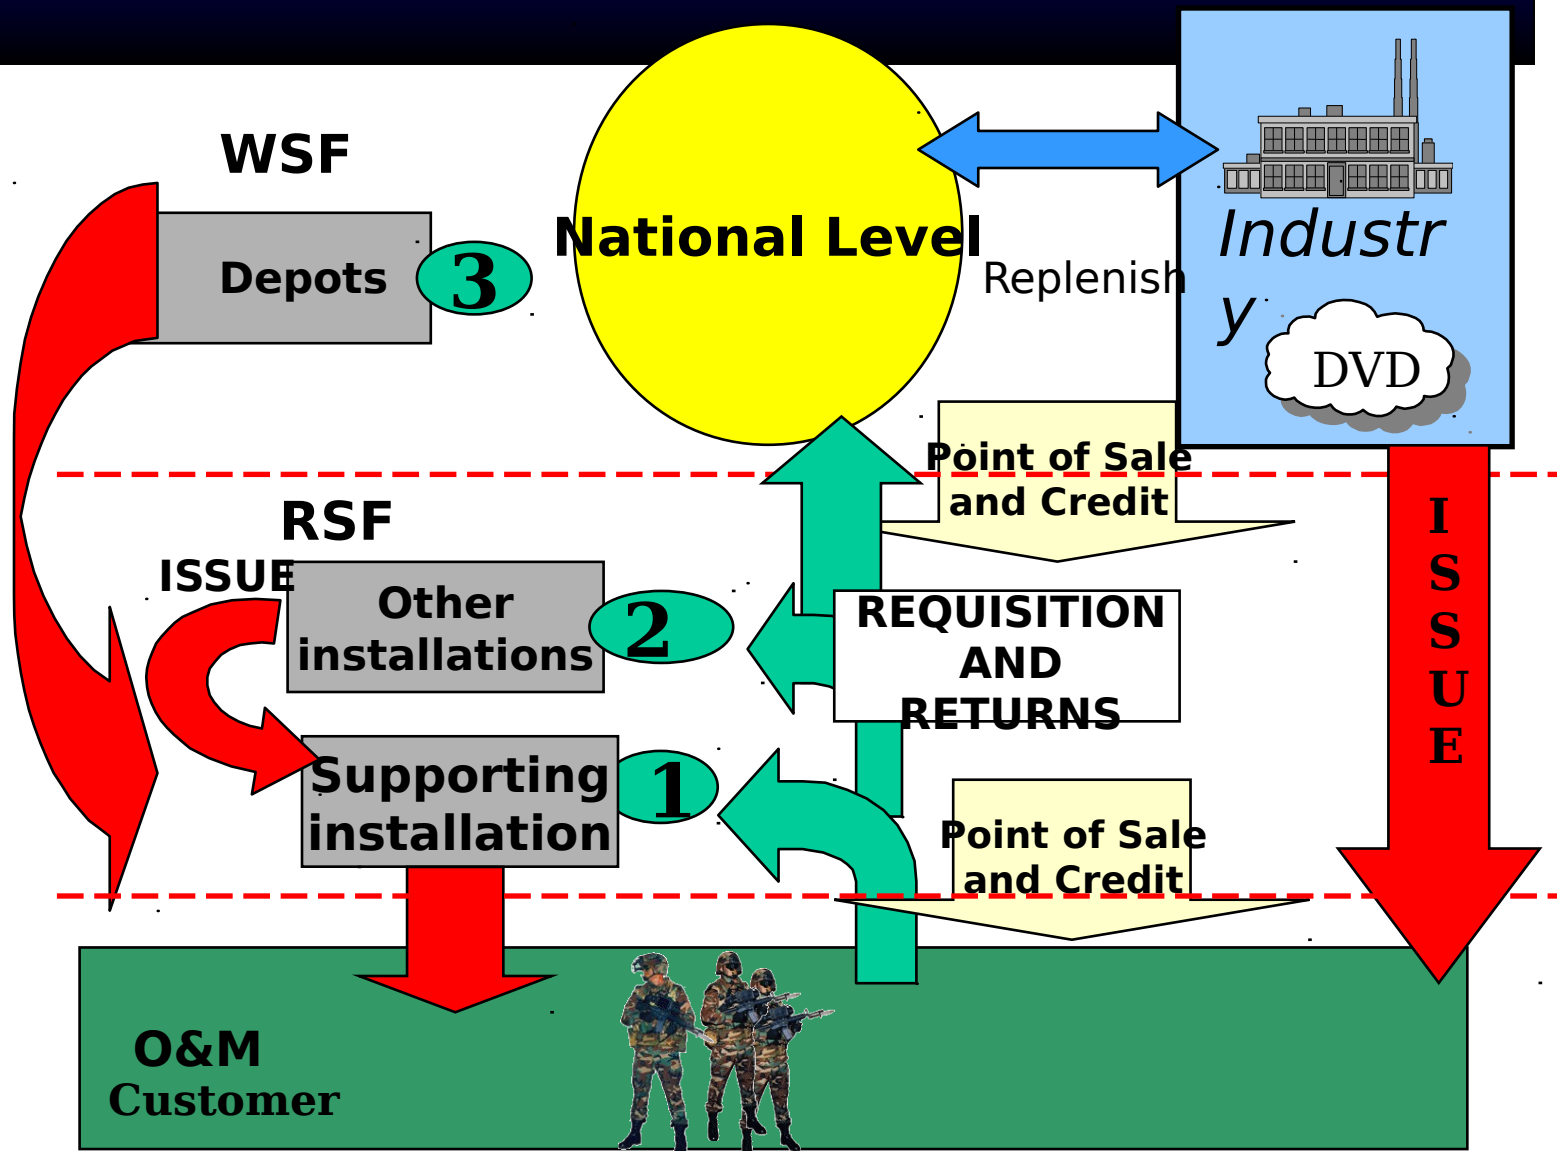 WSF
Depots
3
National Level
Replenish
Industr
y
DVD
Point of Sale
and Credit
RSF
ISSUE
Other
installations
2
REQUISITION
AND
RETURNS
I
S
S
U
E
Supporting
installation
1
Point of Sale
and Credit
O&M
Customer